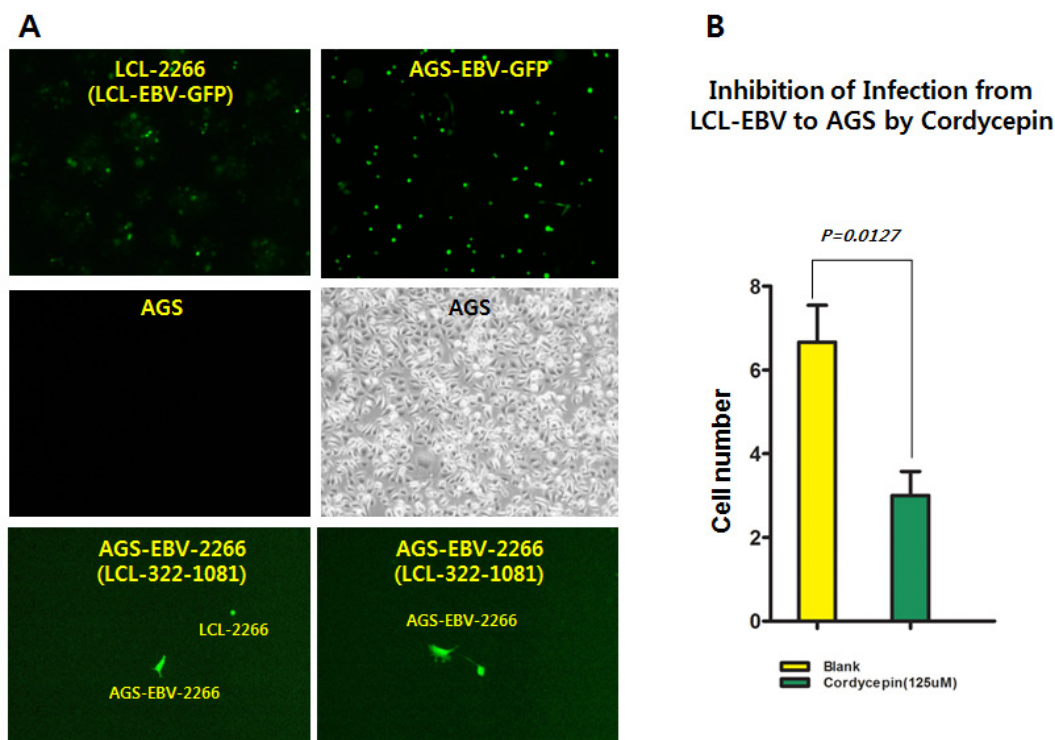 A
LCL-2266
(LCL-EBV-GFP)
AGS-EBV-GFP
AGS
AGS
AGS-EBV-2266
(LCL-322-1081)
LCL-2266
AGS-EBV-2266
AGS-EBV-2266
(LCL-322-1081)
AGS-EBV-2266
B
Inhibition of Infection from
LCL-EBV to AGS by Cordycepin
P=0.0127
8
6
4
2
0
Cell number
Blank
Cordycepin(125uM)